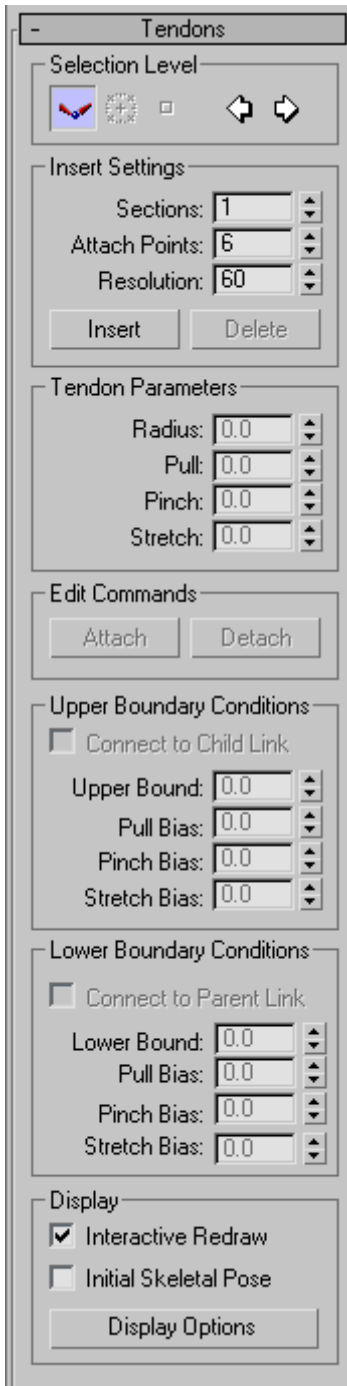 - Tendons
Selection Level
Insert Settings
Sections: 1
Attach Points: 6
Resolution: 60
Insert Delete
Tendon Parameters
Radius: 0.0
Pull: 0.0
Pinch: 0.0
Stretch: 0.0
Edit Commands
Attach Detach
Upper Boundary Conditions
Connect to Child Link
Upper Bound: 0.0
Pull Bias: 0.0
Pinch Bias: 0.0
Stretch Bias: 0.0
Lower Boundary Conditions
Connect to Parent Link
Lower Bound: 0.0
Pull Bias: 0.0
Pinch Bias: 0.0
Stretch Bias: 0.0
Display
Interactive Redraw
Initial Skeletal Pose
Display Options